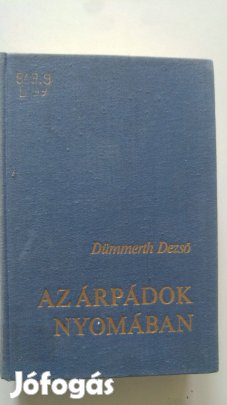 Dümmerth Dezső
AZ ÁRPÁDOK
NYOMÁBAN
Jófogás